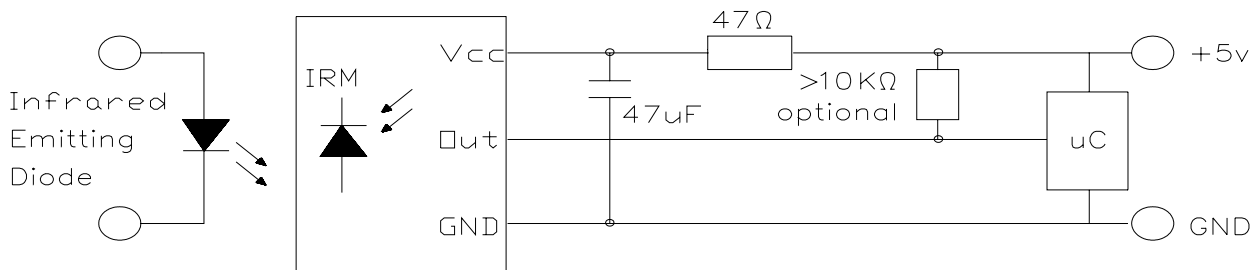 Infrared
Emitting
Diode
IRM
Vcc
Out
GND
47uF
47Ω
>10KΩ
optional
uC
+5v
GND